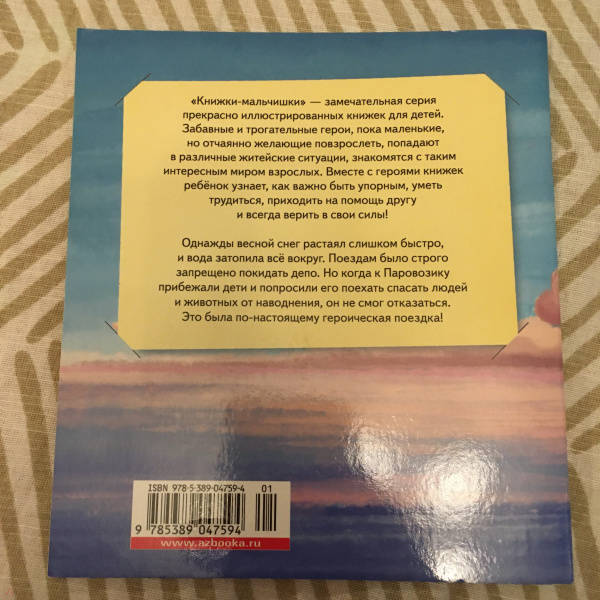 «Книжки-мальчишки» — замечательная серия
прекрасно иллюстрированных книжек для детей.
Забавные и трогательные герои, пока маленькие,
но отчаянно желающие повзрослеть, попадают
в различные житейские ситуации, знакомятся с таким
интересным миром взрослых. Вместе с героями книжек
ребёнок узнает, как важно быть упорным, уметь
трудиться, приходить на помощь другу
и всегда верить в свои силы!
Однажды весной снег растаял слишком быстро,
и вода затопила всё вокруг. Поездам было строго
запрещено покидать депо. Но когда к Паровозику
прибежали дети и попросили его поехать спасать людей
и животных от наводнения, он не смог отказаться.
Это была по-настоящему героическая поездка!
ISBN 978-5-389-04759-4 01
9 785389 047594
www.azbooka.ru